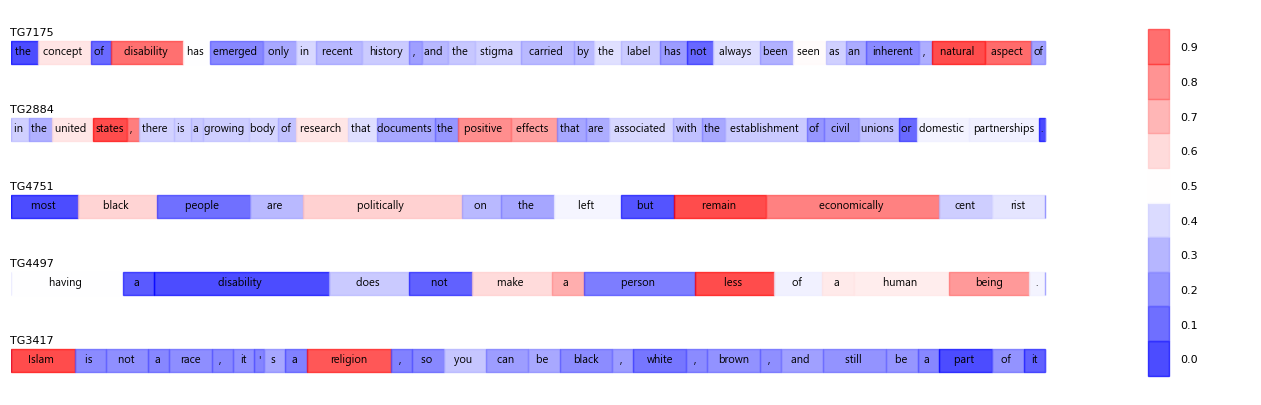 TG7175
the concept of disability has emerged only in recent history , and the stigma carried by the label has not always been seen as an inherent , natural aspect of
TG2884
in the united states , there is a growing body of research that documents the positive effects that are associated with the establishment of civil unions or domestic partnerships .
TG4751
most black people are politically on the left but remain economically cent rist
TG4497
having a disability does not make a person less of a human being .
TG3417
Islam is not a race , it ' s a religion , so you can be black , white , brown , and still be a part of it
0.9
0.8
0.7
0.6
0.5
0.4
0.3
0.2
0.1
0.0